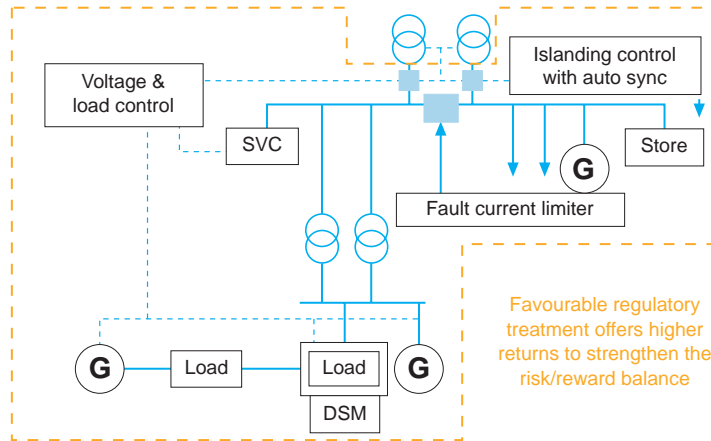 Islanding control
with auto sync
Voltage &
load control
SVC
Store
G
Fault current limiter
Favourable regulatory
treatment offers higher
returns to strengthen the
risk/reward balance
G
Load
Load
G
DSM